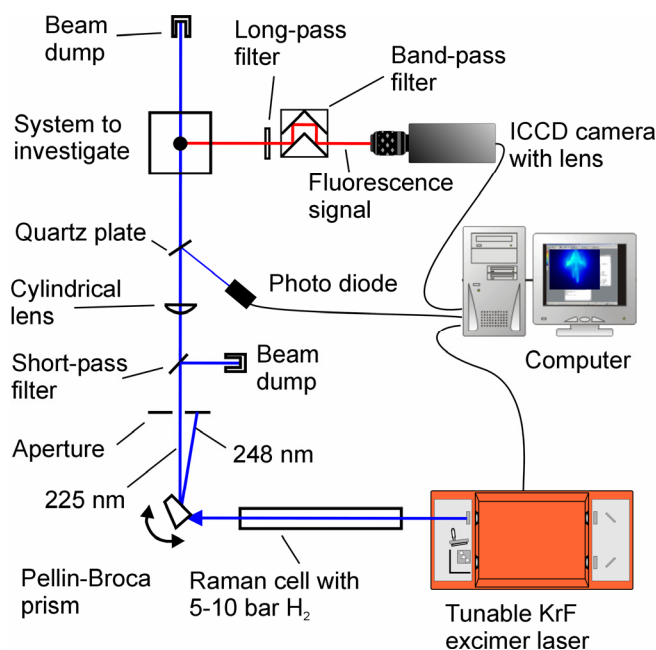 Beam
dump
Long-pass
filter
Band-pass
filter
System to
investigate
ICCD camera
with lens
Fluorescence
signal
Quartz plate
Photo diode
Cylindrical
lens
Computer
Short-pass
filter
Beam
dump
Aperture
248 nm
225 nm
Pellin-Broca
prism
Raman cell with
5-10 bar H₂
Tunable KrF
excimer laser